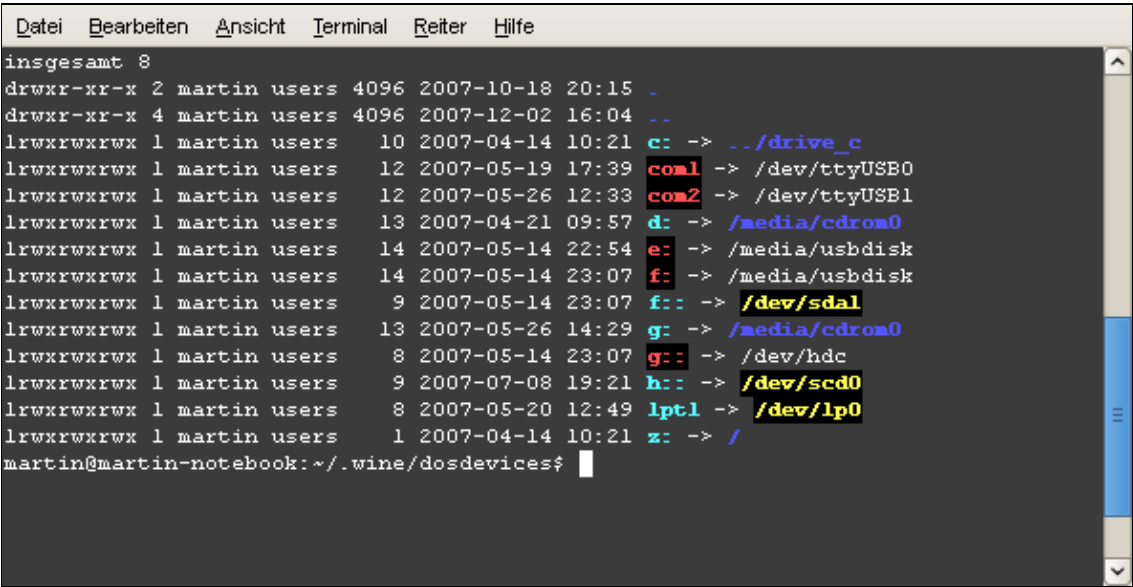 Datei Bearbeiten Ansicht Terminal Reiter Hilfe
insgesamt 8
drwxr-xr-x 2 martin users 4096 2007-10-18 20:15 .
drwxr-xr-x 4 martin users 4096 2007-12-02 16:04 ..
lrwxrwxrwx 1 martin users   10 2007-04-14 10:21 c: -> ../drive_c
lrwxrwxrwx 1 martin users   12 2007-05-19 17:39 com1 -> /dev/ttyUSB0
lrwxrwxrwx 1 martin users   12 2007-05-26 12:33 com2 -> /dev/ttyUSB1
lrwxrwxrwx 1 martin users   13 2007-04-21 09:57 d: -> /media/cdrom0
lrwxrwxrwx 1 martin users   14 2007-05-14 22:54 e: -> /media/usbdisk
lrwxrwxrwx 1 martin users   14 2007-05-14 23:07 f: -> /media/usbdisk
lrwxrwxrwx 1 martin users    9 2007-05-14 23:07 f:: -> /dev/sda1
lrwxrwxrwx 1 martin users   13 2007-05-26 14:29 g: -> /media/cdrom0
lrwxrwxrwx 1 martin users    8 2007-05-14 23:07 g:: -> /dev/hdc
lrwxrwxrwx 1 martin users    9 2007-07-08 19:21 h:: -> /dev/scd0
lrwxrwxrwx 1 martin users    8 2007-05-20 12:49 lpt1 -> /dev/lp0
lrwxrwxrwx 1 martin users    1 2007-04-14 10:21 z: -> /
martin@martin-notebook:~/.wine/dosdevices$